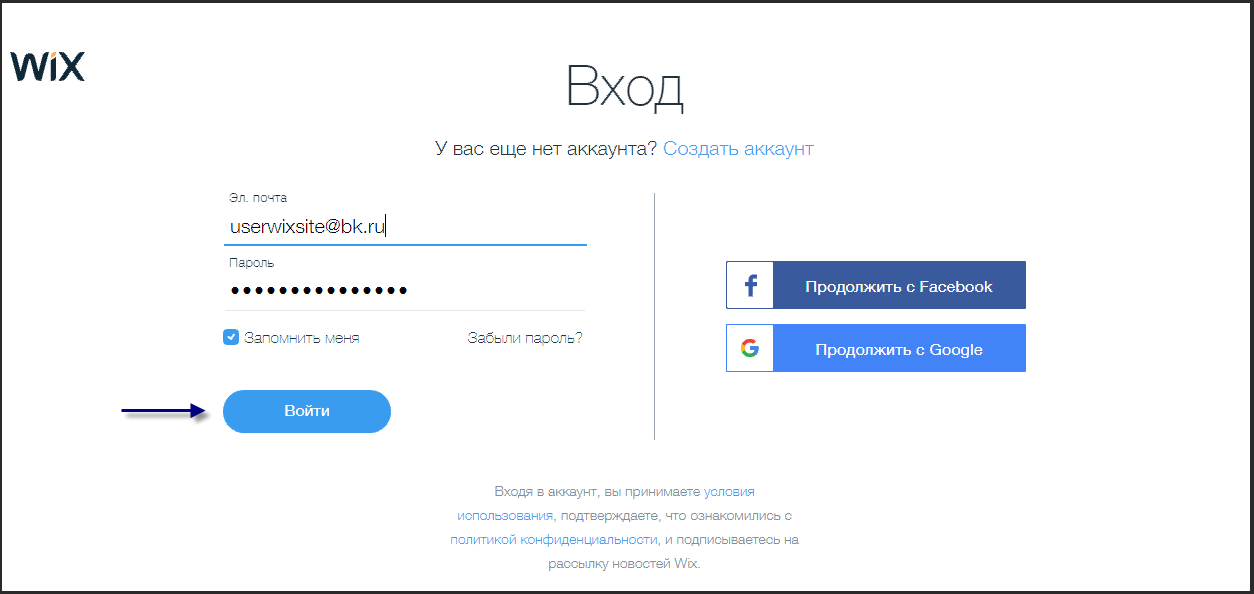 WiX
Вход
У вас еще нет аккаунта? Создать аккаунт
Эл. почта
userwixsite@bk.ru
Пароль
•••••••••••••••
Запомнить меня
Забыли пароль?
Войти
Продолжить с Facebook
Продолжить с Google
Входя в аккаунт, вы принимаете условия
использования, подтверждаете, что ознакомились с
политикой конфиденциальности, и подписываетесь на
рассылку новостей Wix.